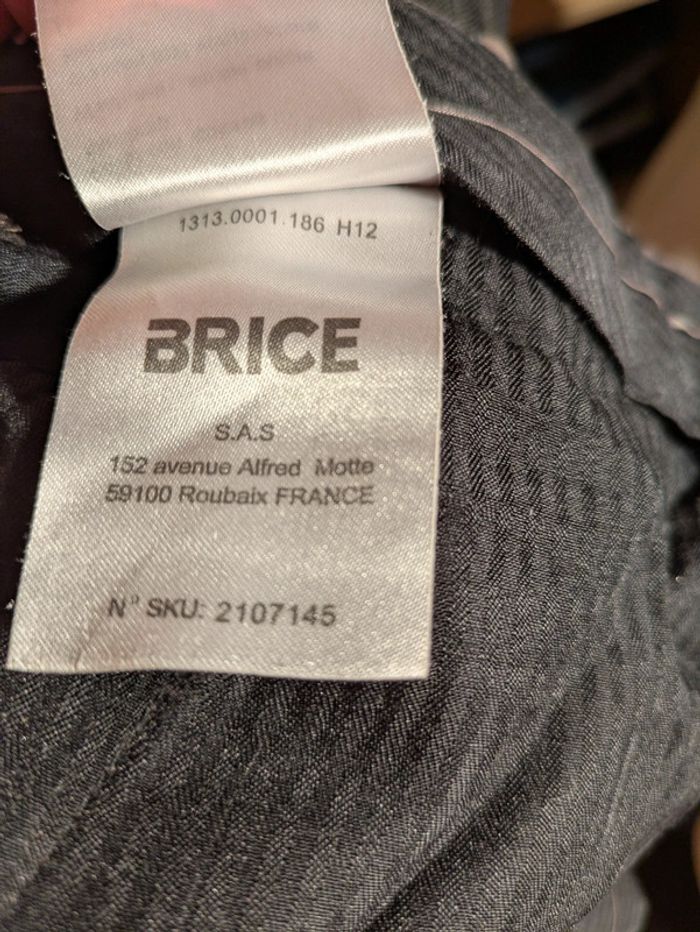 1313.0001.186 H12
BRICE
S.A.S
152 avenue Alfred Motte
59100 Roubaix FRANCE
N° SKU: 2107145